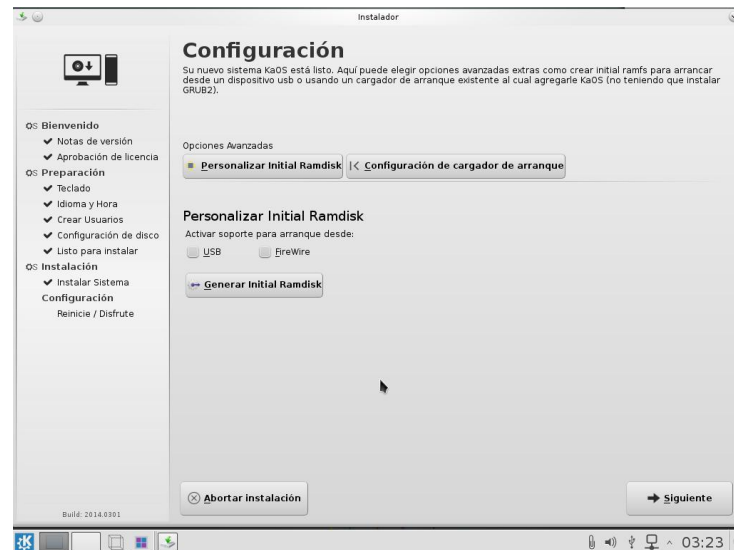 Instalador
Configuración
Su nuevo sistema KaOS está listo. Aquí puede elegir opciones avanzadas extras como crear initial ramfs para arrancar
desde un dispositivo usb o usando un cargador de arranque existente al cual agregarle KaOS (no teniendo que instalar
GRUB2).
Bienvenido
Notas de versión
Aprobación de licencia
Preparación
Teclado
Idioma y Hora
Crear Usuarios
Configuración de disco
Listo para instalar
Instalación
Instalar Sistema
Configuración
Reinicie / Disfrute
Build: 2014.0301
Opciones Avanzadas
Personalizar Initial Ramdisk
Configuración de cargador de arranque
Personalizar Initial Ramdisk
Activar soporte para arranque desde:
USB
FireWire
Generar Initial Ramdisk
Abortar instalación
Siguiente
03:23